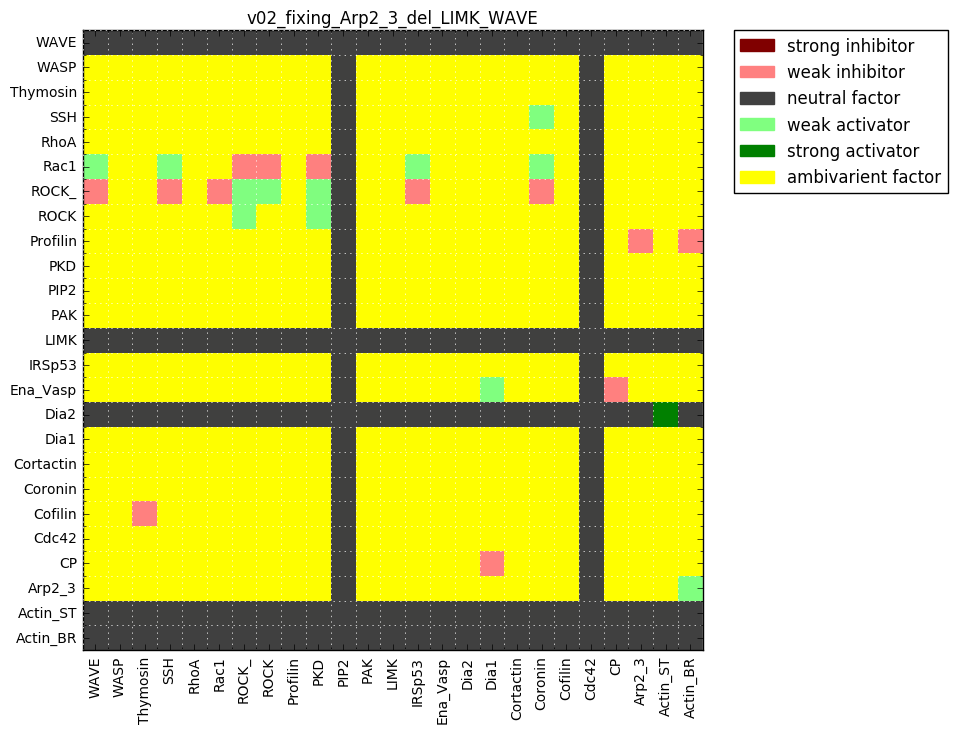 v02_fixing_Arp2_3_del_LIMK_WAVE
WAVE
WASP
Thymosin
SSH
RhoA
Rac1
ROCK_
ROCK
Profilin
PKD
PIP2
PAK
LIMK
IRSp53
Ena_Vasp
Dia2
Dia1
Cortactin
Coronin
Cofilin
Cdc42
CP
Arp2_3
Actin_ST
Actin_BR
WAVE
WASP
Thymosin
SSH
RhoA
Rac1
ROCK_
ROCK
Profilin
PKD
PIP2
PAK
LIMK
IRSp53
Ena_Vasp
Dia2
Dia1
Cortactin
Coronin
Cofilin
Cdc42
CP
Arp2_3
Actin_ST
Actin_BR
strong inhibitor
weak inhibitor
neutral factor
weak activator
strong activator
ambivarient factor